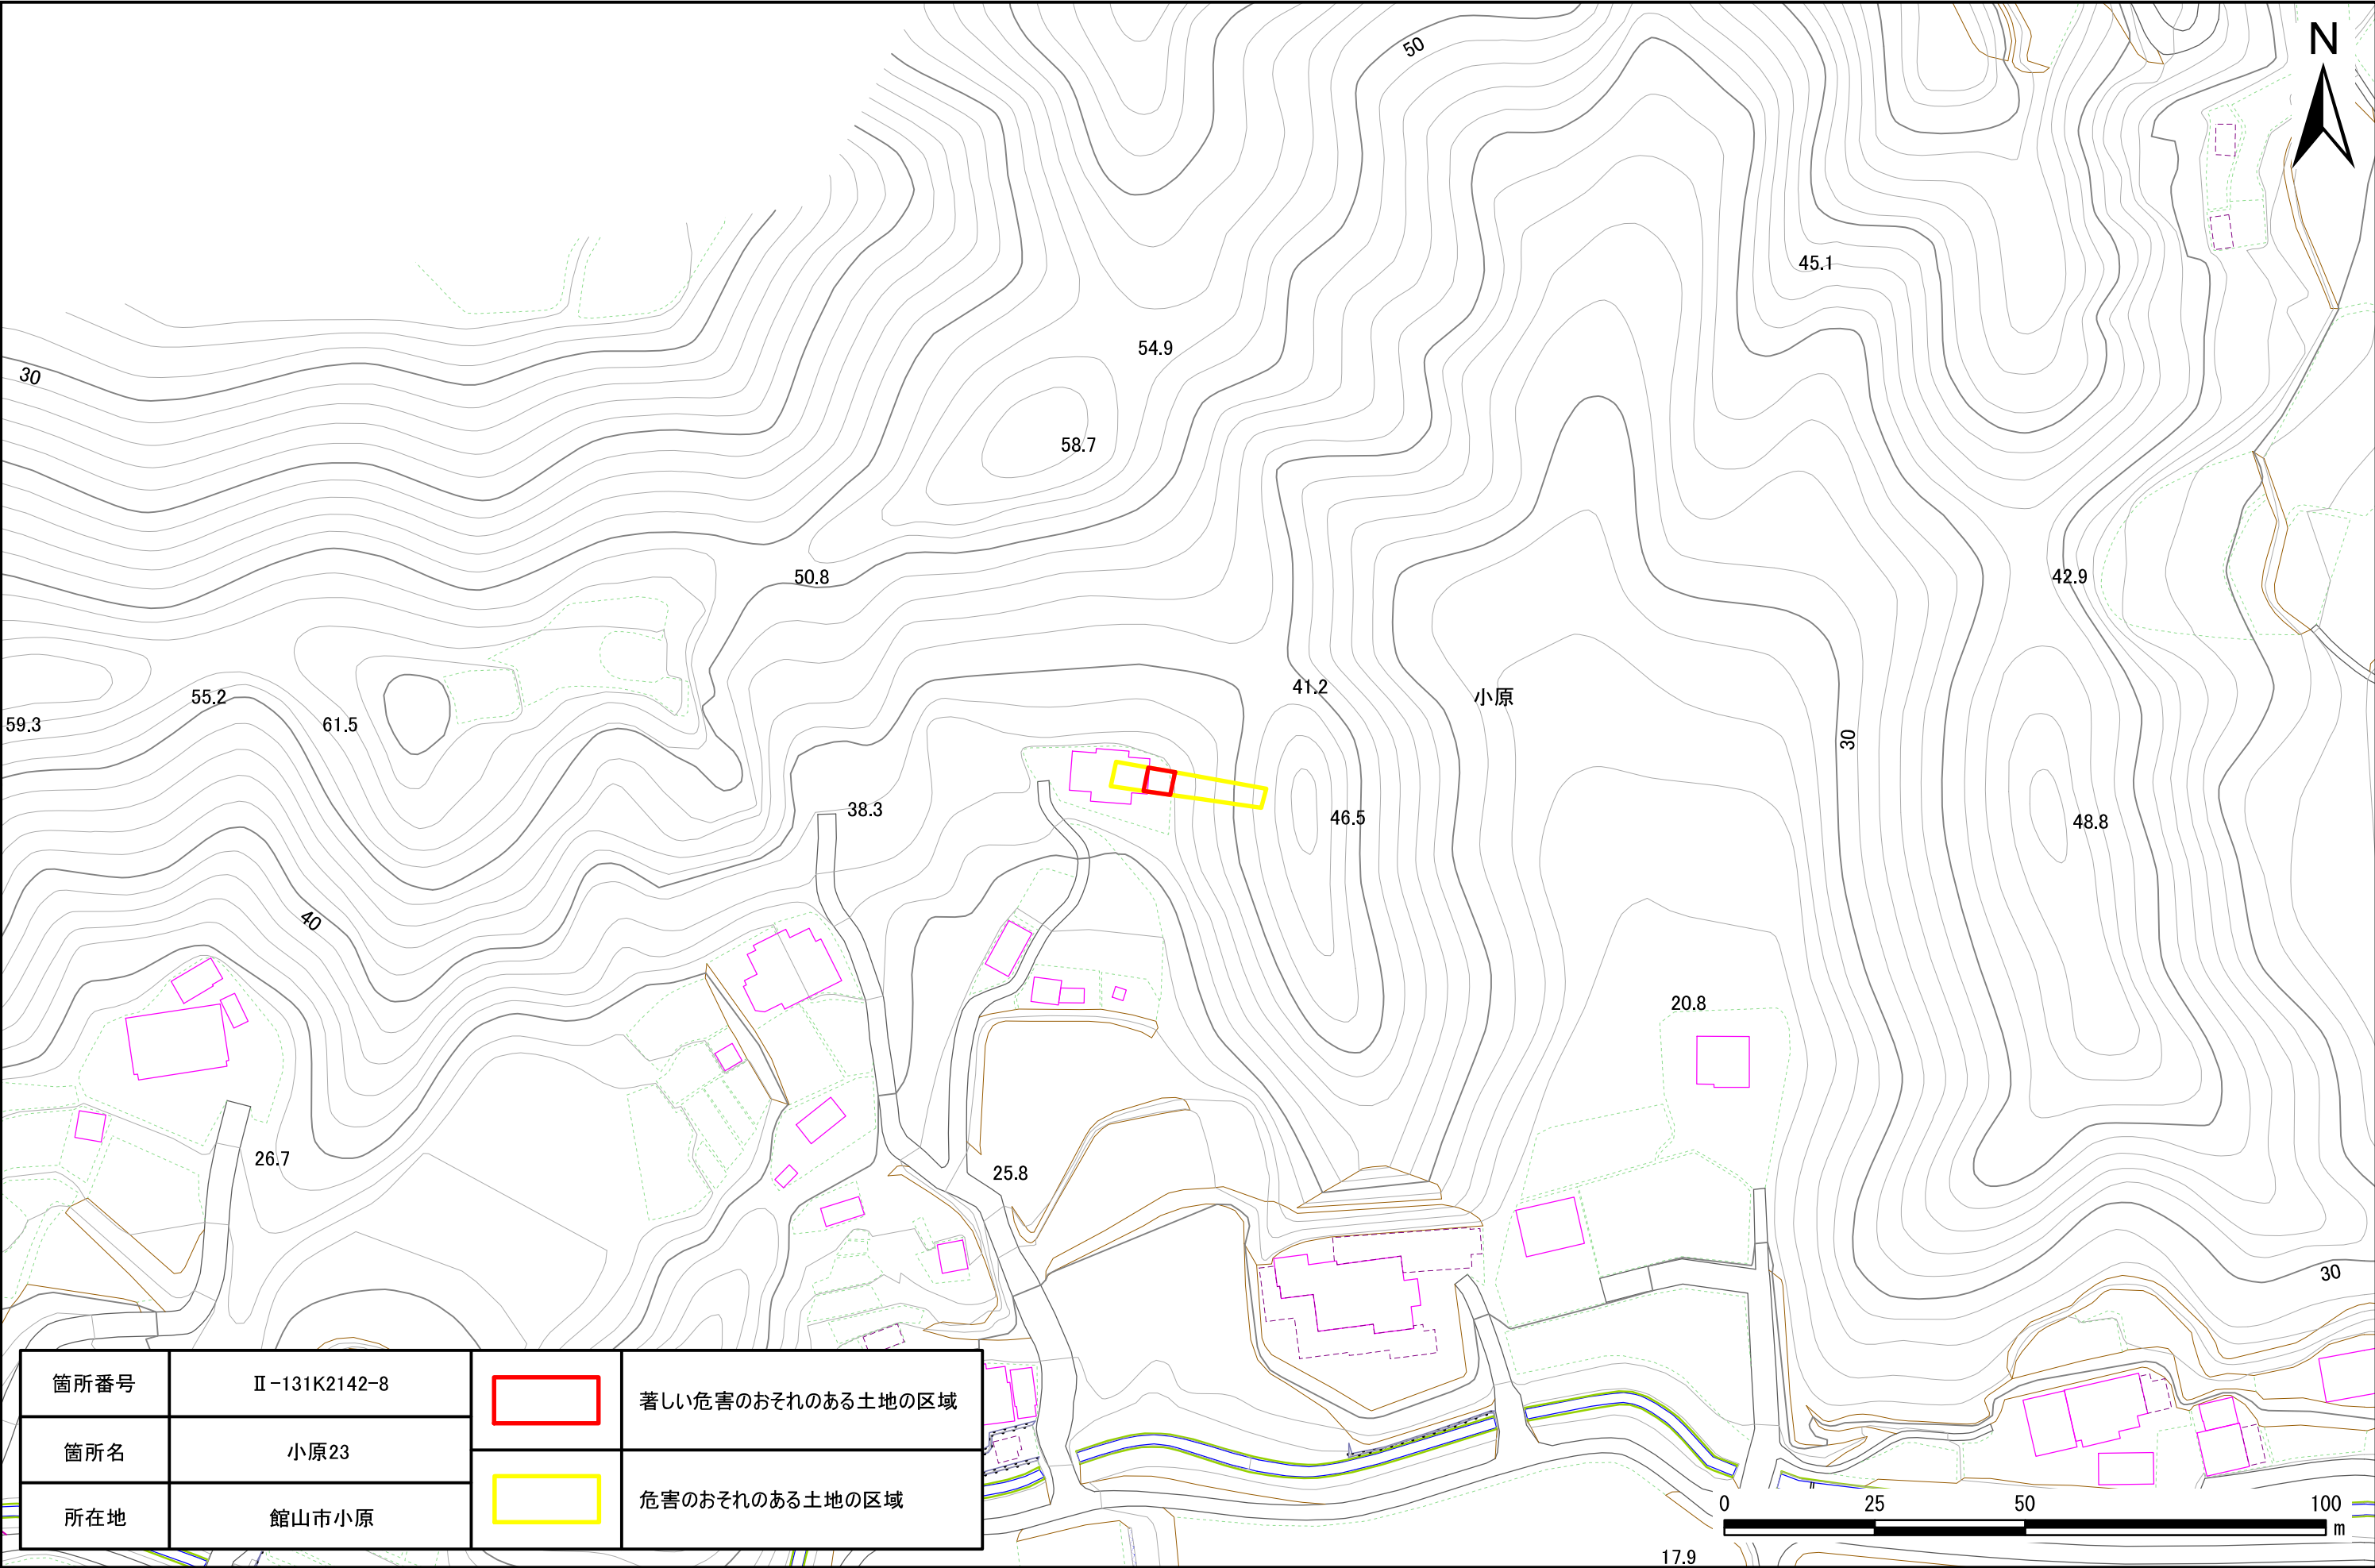 50
N
45.1
54.9
30
58.7
50.8
42.9
41.2
小原
55.2
59.3
61.5
30
38.3
46.5
48.8
40
20.8
26.7
25.8
30
箇所番号 Ⅱ-131K2142-8
著しい危害のおそれのある土地の区域
箇所名 小原23
危害のおそれのある土地の区域
所在地 館山市小原
0 25 50 100
m
17.9